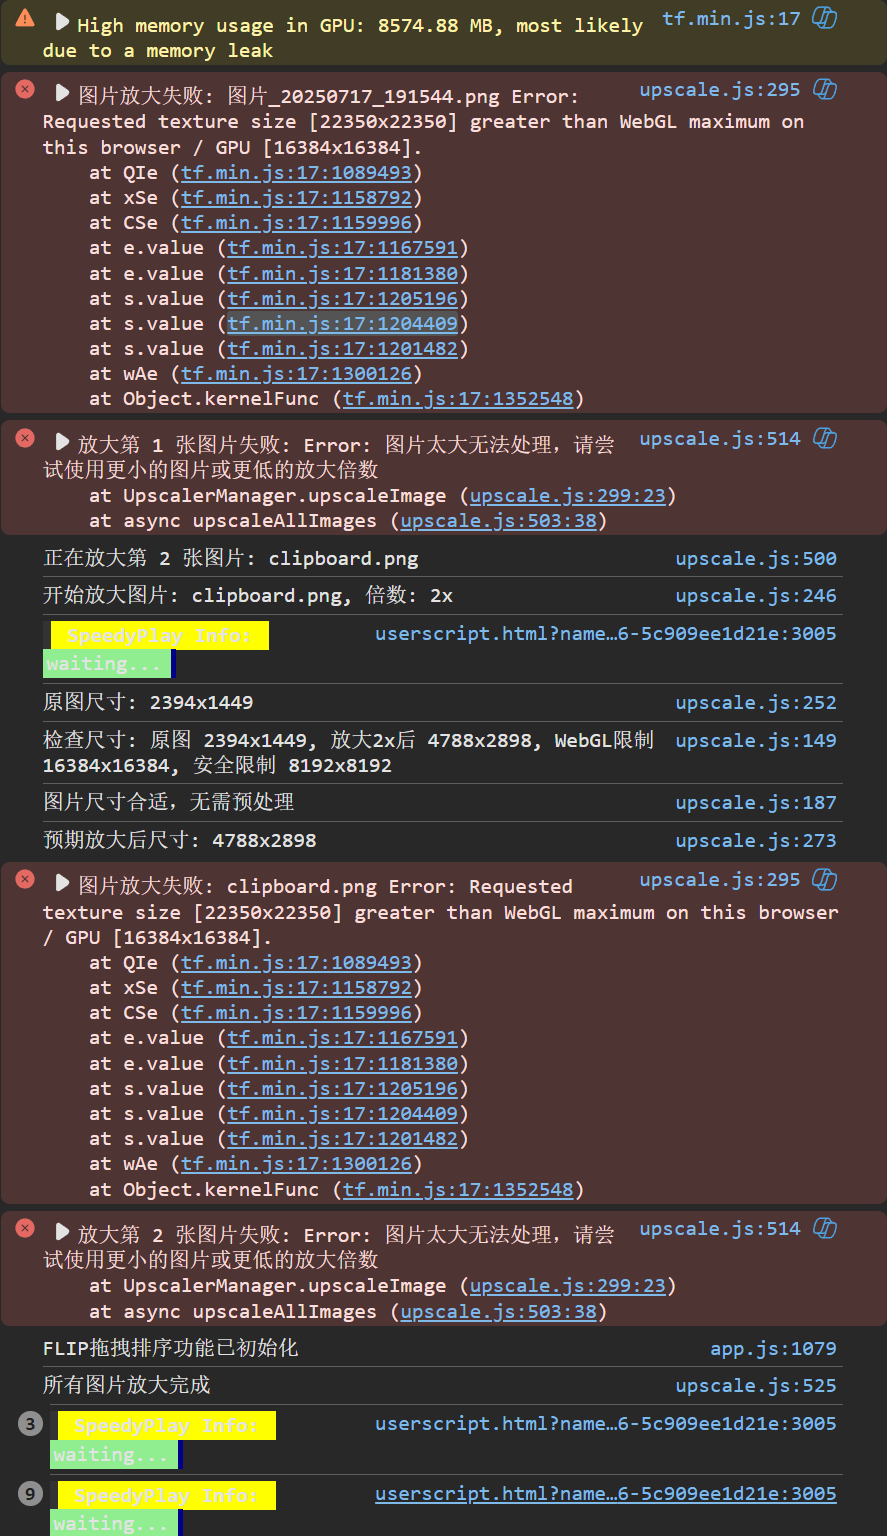 High memory usage in GPU: 8574.88 MB, most likely tf.min.js:17
due to a memory leak
图片放大失败: 图片_20250717_191544.png Error: upscale.js:295
Requested texture size [22350x22350] greater than WebGL maximum on
this browser / GPU [16384x16384].
at QIe (tf.min.js:17:1089493)
at xSe (tf.min.js:17:1158792)
at CSe (tf.min.js:17:1159996)
at e.value (tf.min.js:17:1167591)
at e.value (tf.min.js:17:1181380)
at s.value (tf.min.js:17:1205196)
at s.value (tf.min.js:17:1204409)
at s.value (tf.min.js:17:1201482)
at wAe (tf.min.js:17:1300126)
at Object.kernelFunc (tf.min.js:17:1352548)
放大第 1 张图片失败: Error: 图片太大无法处理，请尝 upscale.js:514
试使用更小的图片或更低的放大倍数
at UpscalerManager.upscaleImage (upscale.js:299:23)
at async upscaleAllImages (upscale.js:503:38)
正在放大第 2 张图片: clipboard.png upscale.js:500
开始放大图片: clipboard.png, 倍数: 2x upscale.js:246
SpeedyPlay Info: userscript.html?name…6-5c909ee1d21e:3005
waiting...
原图尺寸: 2394x1449 upscale.js:252
检查尺寸: 原图 2394x1449, 放大2x后 4788x2898, WebGL限制 upscale.js:149
16384x16384, 安全限制 8192x8192
图片尺寸合适，无需预处理 upscale.js:187
预期放大后尺寸: 4788x2898 upscale.js:273
图片放大失败: clipboard.png Error: Requested upscale.js:295
texture size [22350x22350] greater than WebGL maximum on this browser
/ GPU [16384x16384].
at QIe (tf.min.js:17:1089493)
at xSe (tf.min.js:17:1158792)
at CSe (tf.min.js:17:1159996)
at e.value (tf.min.js:17:1167591)
at e.value (tf.min.js:17:1181380)
at s.value (tf.min.js:17:1205196)
at s.value (tf.min.js:17:1204409)
at s.value (tf.min.js:17:1201482)
at wAe (tf.min.js:17:1300126)
at Object.kernelFunc (tf.min.js:17:1352548)
放大第 2 张图片失败: Error: 图片太大无法处理，请尝 upscale.js:514
试使用更小的图片或更低的放大倍数
at UpscalerManager.upscaleImage (upscale.js:299:23)
at async upscaleAllImages (upscale.js:503:38)
FLIP拖拽排序功能已初始化 app.js:1079
所有图片放大完成 upscale.js:525
3 SpeedyPlay Info: userscript.html?name…6-5c909ee1d21e:3005
waiting...
9 SpeedyPlay Info: userscript.html?name…6-5c909ee1d21e:3005
waiting...